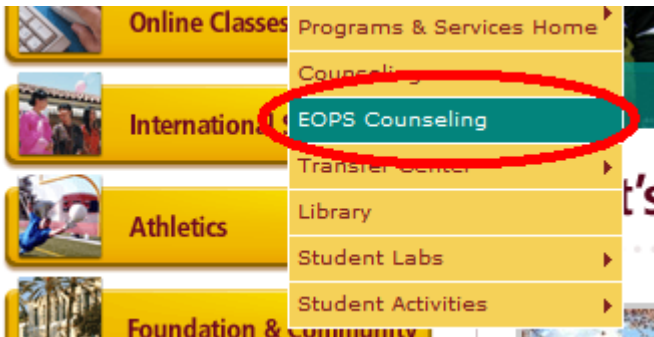 Online Classes
International
Athletics
Foundation & Community
Programs & Services Home
Counseling
EOPS Counseling
Transfer Center
Library
Student Labs
Student Activities
t's